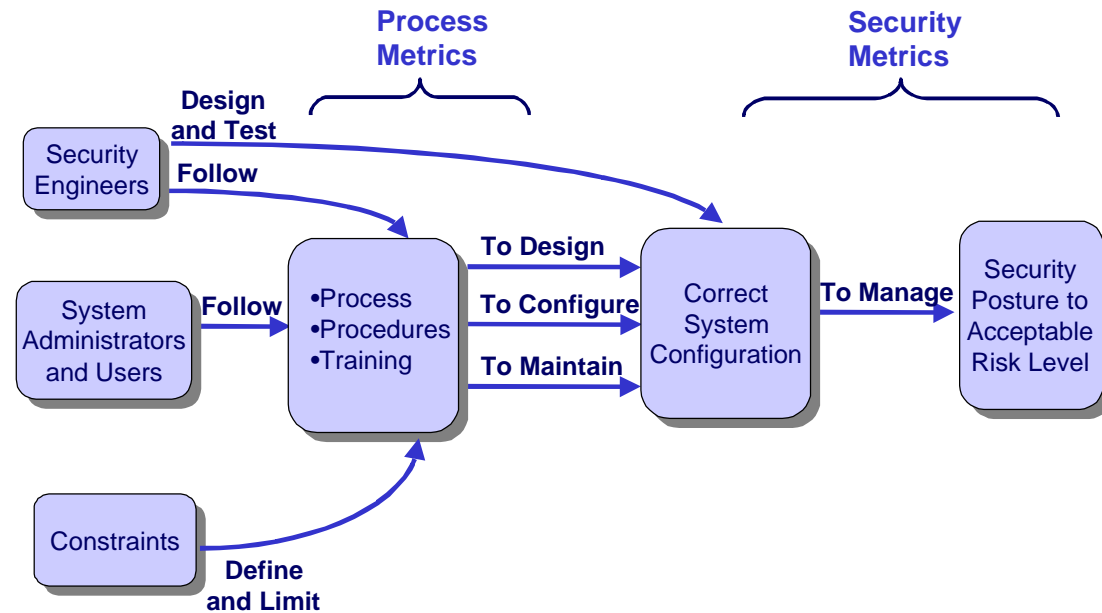 Process
Metrics
Security
Metrics
Design
and Test
Security
Engineers
Follow
System
Administrators
and Users
Follow
•Process
•Procedures
•Training
To Design
To Configure
To Maintain
Correct
System
Configuration
To Manage
Security
Posture to
Acceptable
Risk Level
Constraints
Define
and Limit